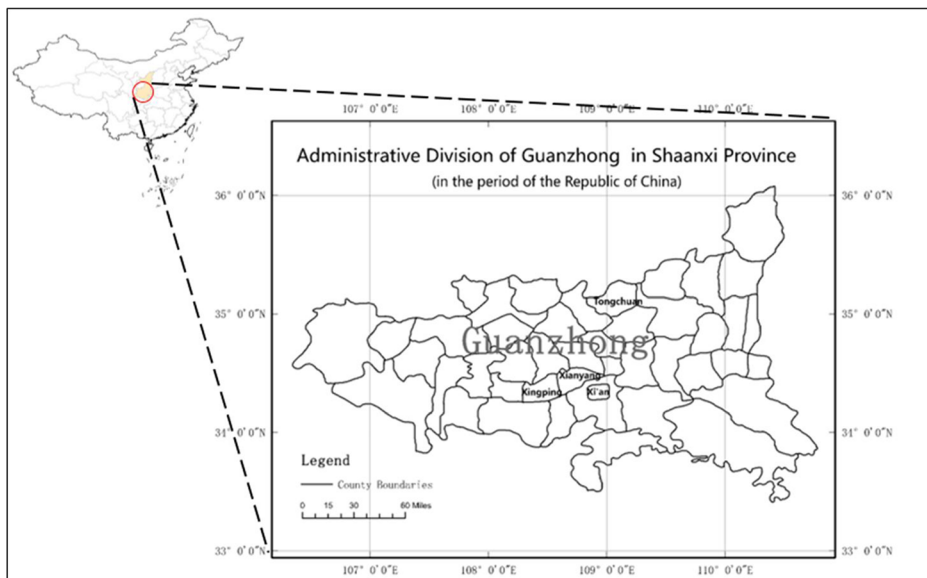 107° 0'0"E 108° 0'0"E 109° 0'0"E 110° 0'0"E
Administrative Division of Guanzhong in Shaanxi Province
(in the period of the Republic of China)
36° 0'0"N 36° 0'0"N
Tongchuan
35° 0'0"N 35° 0'0"N
Guanzhong
Xianyang
Xingping Xi'an
31° 0'0"N 31° 0'0"N
Legend
County Boundaries
0 15 30 60 Miles
33° 0'0"N 33° 0'0"N
107° 0'0"E 108° 0'0"E 109° 0'0"E 110° 0'0"E